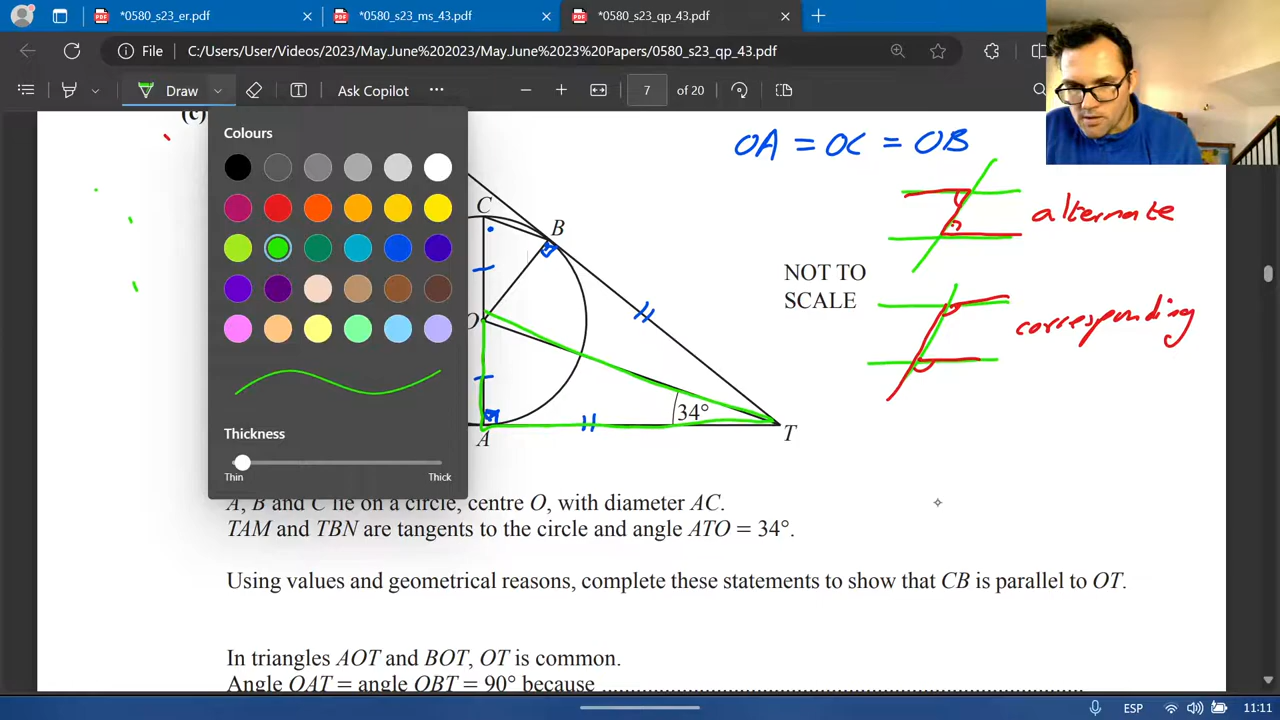 *0580_s23_er.pdf
*0580_s23_ms_43.pdf
*0580_s23_qp_43.pdf
File
C:/Users/User/Videos/2023/May.June%202023/May.June%2023%20Papers/0580_s23_qp_43.pdf
Draw
Ask Copilot
7 of 20
(c)
Colours
Thickness
Thin
Thick
OA = OC = OB
C
B
O
A
T
34°
NOT TO
SCALE
alternate
corresponding
A, B and C lie on a circle, centre O, with diameter AC.
TAM and TBN are tangents to the circle and angle ATO = 34°.
Using values and geometrical reasons, complete these statements to show that CB is parallel to OT.
In triangles AOT and BOT, OT is common.
Angle OAT = angle OBT = 90° because
ESP
11:11